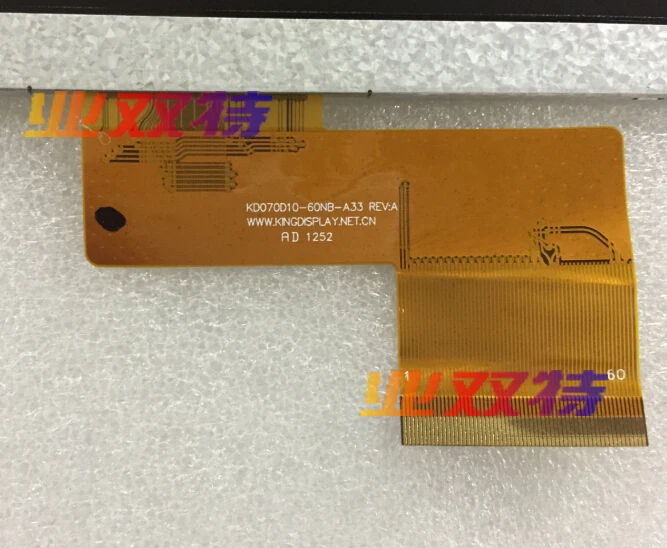 业双特
KD070D10-60NB-A33 REV:A
WWW.KINGDISPLAY.NET.CN
AD 1252
1 60
业双特